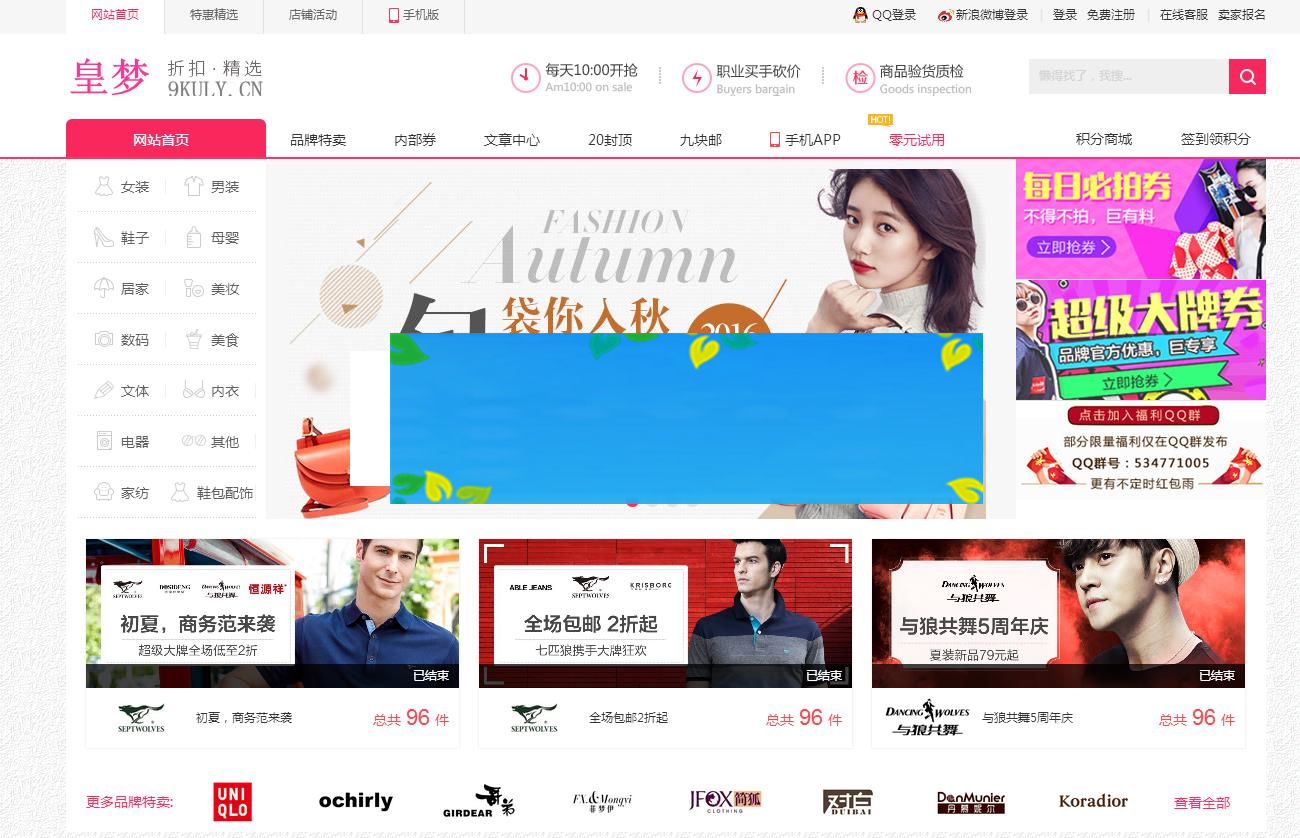 网站首页 特惠精选 店铺活动 手机版 QQ登录 新浪微博登录 登录 免费注册 在线客服 卖家报名
皇梦 折扣·精选
9KULY.CN
每天10:00开抢
Am10:00 on sale
职业买手砍价
Buyers bargain
检 商品验货质检
Goods inspection
懒得找了，我搜...
HOT!
网站首页 品牌特卖 内部券 文章中心 20封顶 九块邮 手机APP 零元试用 积分商城 签到领积分
女装 男装
鞋子 母婴
居家 美妆
数码 美食
文体 内衣
电器 其他
家纺 鞋包配饰
FASHION
Autumn
袋你入秋
2016
每日必拍券
不得不拍，巨有料
立即抢券
超级大牌券
品牌官方优惠，巨专享
立即抢券
点击加入福利QQ群
部分限量福利仅在QQ群发布
QQ群号：534771005
更有不定时红包雨
SEPTWOLVES 恒源祥
初夏，商务范来袭
超级大牌全场低至2折
已结束
SEPTWOLVES 初夏，商务范来袭 总共 96 件
ABLE JEANS SEPTWOLVES KRISBORG
全场包邮 2折起
七匹狼携手大牌狂欢
已结束
SEPTWOLVES 全场包邮2折起 总共 96 件
DANCING WOLVES
与狼共舞
与狼共舞5周年庆
夏装新品79元起
已结束
DANCING WOLVES
与狼共舞 与狼共舞5周年庆 总共 96 件
更多品牌特卖: UNIQLO ochirly GIRDEAR 哥弟 FX.&Mongyi 菲梦伊 JFOX 简狐 CLOTHING 对白 DUIBAI DanMunier 丹慕妮尔 Koradior 查看全部